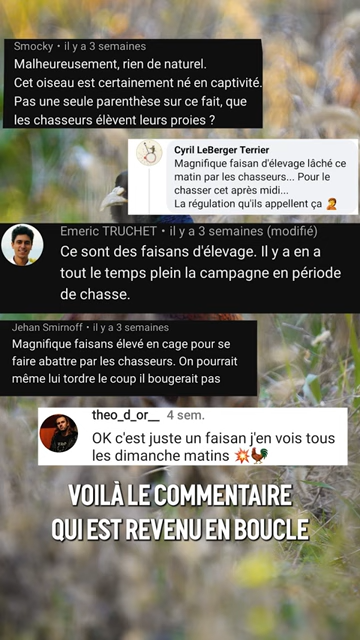 Smocky • il y a 3 semaines
Malheureusement, rien de naturel.
Cet oiseau est certainement né en captivité.
Pas une seule parenthèse sur ce fait, que
les chasseurs élèvent leurs proies ?
Cyril LeBerger Terrier
Magnifique faisan d'élevage lâché ce
matin par les chasseurs... Pour le
chasser cet après midi...
La régulation qu'ils appellent ça 🤦
Emeric TRUCHET • il y a 3 semaines (modifié)
Ce sont des faisans d'élevage. Il y a en a
tout le temps plein la campagne en période
de chasse.
Jehan Smirnoff • il y a 3 semaines
Magnifique faisans élevé en cage pour se
faire abattre par les chasseurs. On pourrait
même lui tordre le coup il bougerait pas
theo_d_or__ 4 sem.
OK c'est juste un faisan j'en vois tous
les dimanche matins 💥🐓
VOILÀ LE COMMENTAIRE
QUI EST REVENU EN BOUCLE